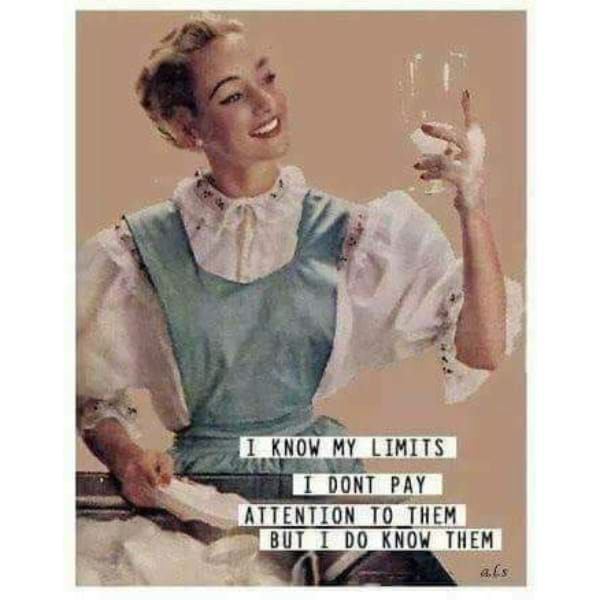 I KNOW MY LIMITS
I DONT PAY
ATTENTION TO THEM
BUT I DO KNOW THEM
a.l.s